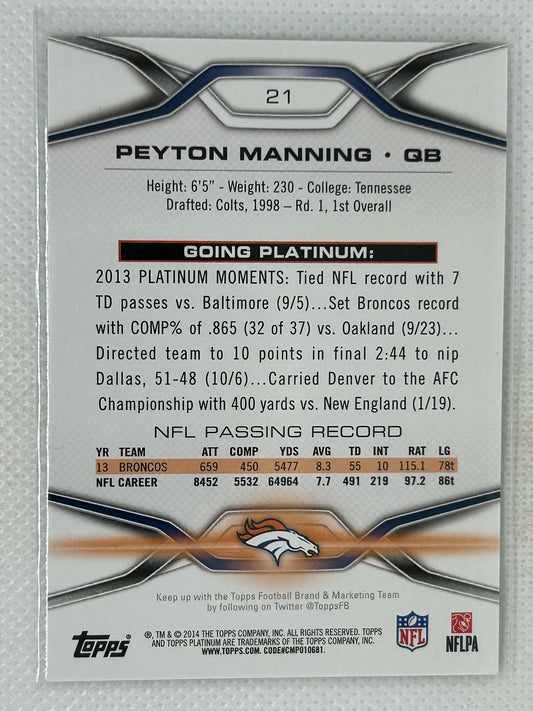 21
PEYTON MANNING • QB
Height: 6'5" - Weight: 230 - College: Tennessee
Drafted: Colts, 1998 – Rd. 1, 1st Overall
GOING PLATINUM:
2013 PLATINUM MOMENTS: Tied NFL record with 7
TD passes vs. Baltimore (9/5)...Set Broncos record
with COMP% of .865 (32 of 37) vs. Oakland (9/23)...
Directed team to 10 points in final 2:44 to nip
Dallas, 51-48 (10/6)...Carried Denver to the AFC
Championship with 400 yards vs. New England (1/19).
NFL PASSING RECORD
YR TEAM ATT COMP YDS AVG TD INT RAT LG
13 BRONCOS 659 450 5477 8.3 55 10 115.1 78t
NFL CAREER 8452 5532 64964 7.7 491 219 97.2 86t
Keep up with the Topps Football Brand & Marketing Team
by following on Twitter @ToppsFB
Topps
®, TM & © 2014 THE TOPPS COMPANY, INC. ALL RIGHTS RESERVED. TOPPS
AND TOPPS PLATINUM ARE TRADEMARKS OF THE TOPPS COMPANY, INC.
WWW.TOPPS.COM. CODE#CMP010681.
NFL
NFLPA